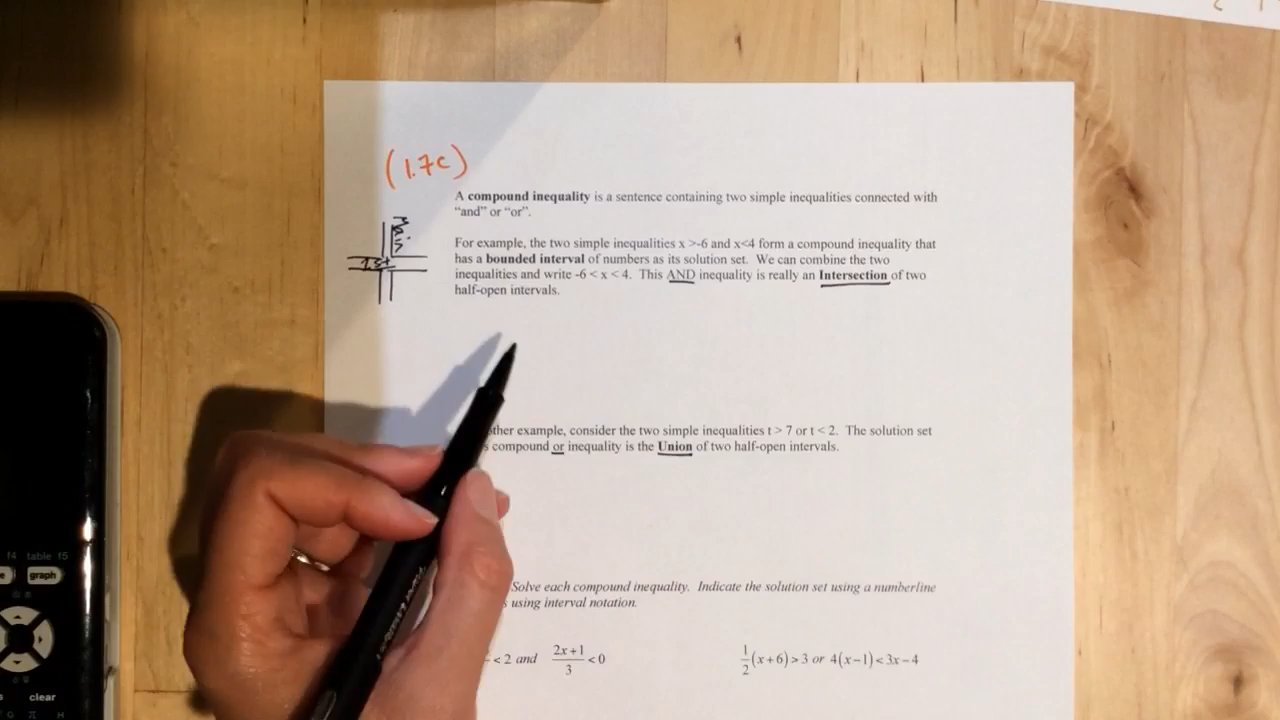 (1.7c)
A compound inequality is a sentence containing two simple inequalities connected with
“and” or “or”.
Main
1st
For example, the two simple inequalities x >-6 and x<4 form a compound inequality that
has a bounded interval of numbers as its solution set. We can combine the two
inequalities and write -6 < x < 4. This AND inequality is really an Intersection of two
half-open intervals.
example, consider the two simple inequalities t > 7 or t < 2. The solution set
compound or inequality is the Union of two half-open intervals.
Solve each compound inequality. Indicate the solution set using a numberline
using interval notation.
< 2 and (2x+1)/3 < 0
1/2(x+6)>3 or 4(x−1)<3x−4
f4 table f5
graph
clear